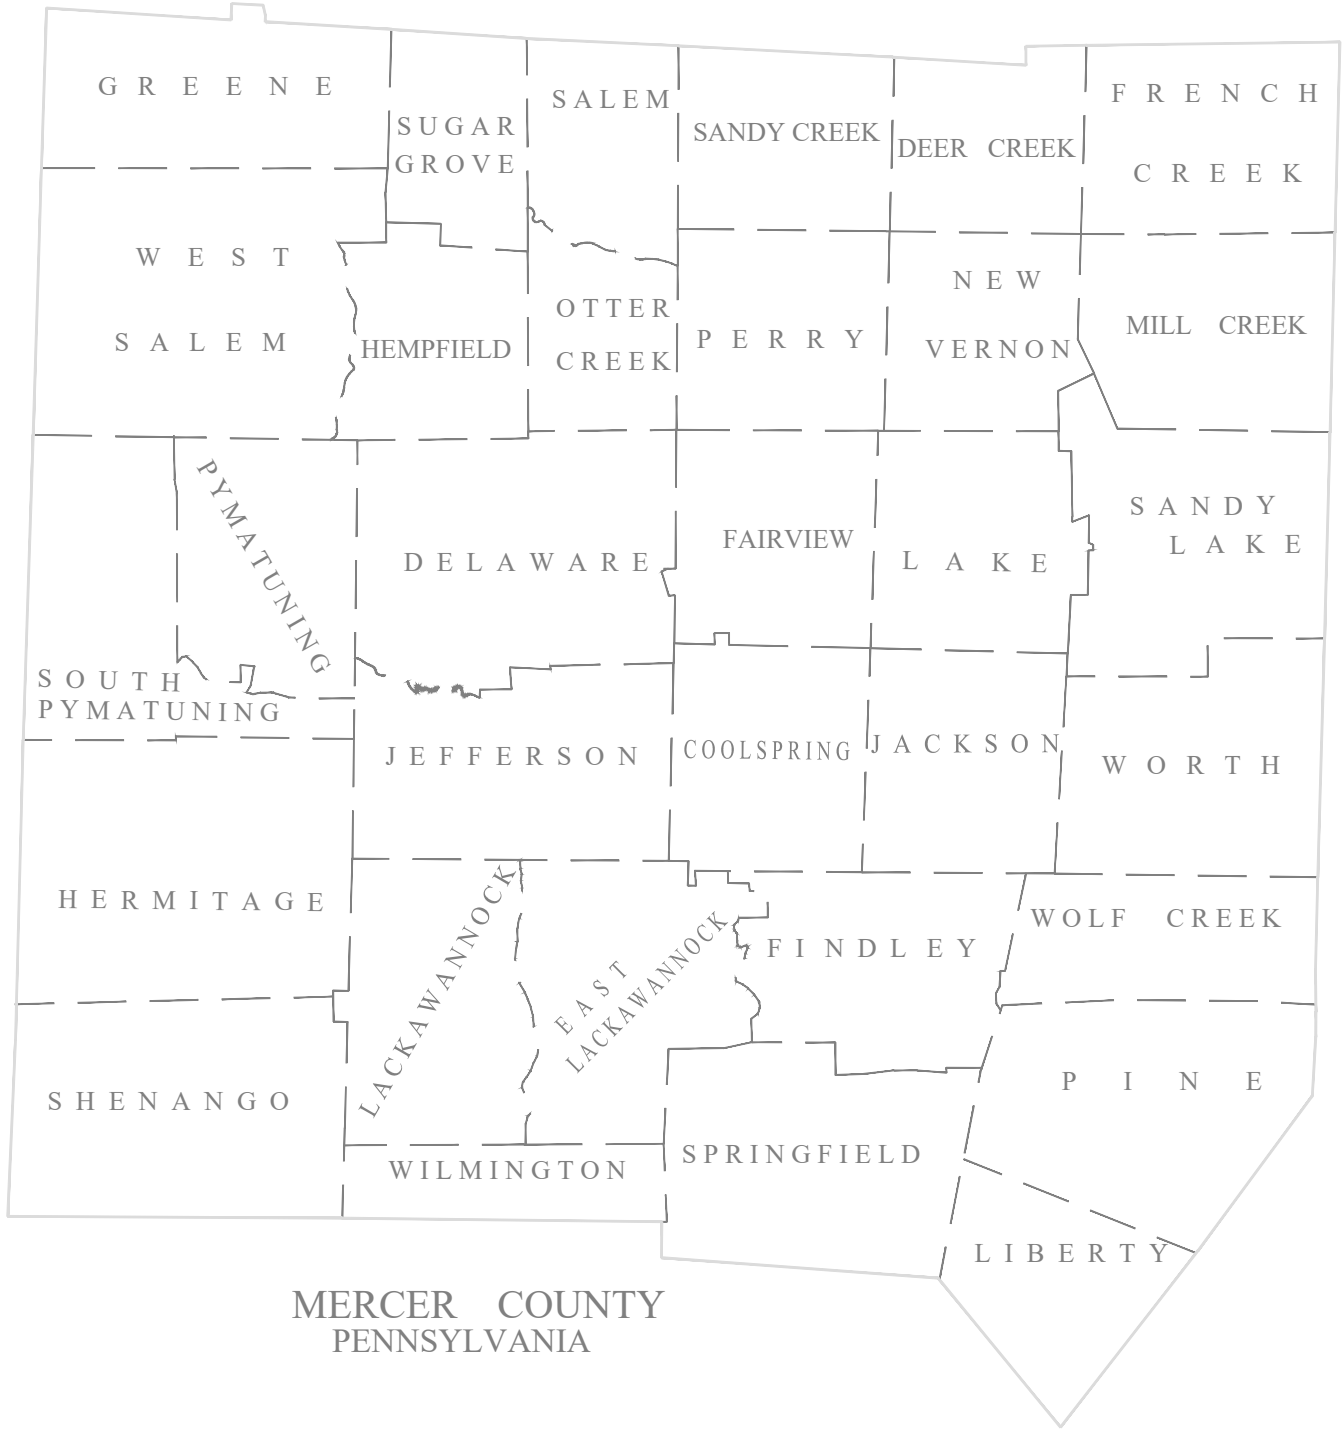 GREENE
SUGAR
GROVE
SALEM
SANDY CREEK
DEER CREEK
FRENCH
CREEK
WEST
SALEM
HEMPFIELD
OTTER
CREEK
PERRY
NEW
VERNON
MILL CREEK
PYMATUNING
DELAWARE
FAIRVIEW
LAKE
SANDY
LAKE
SOUTH
PYMATUNING
JEFFERSON
COOLSPRING
JACKSON
WORTH
HERMITAGE
LACKAWANNOCK
EAST
LACKAWANNOCK
FINDLEY
WOLF CREEK
SHENANGO
PINE
WILMINGTON
SPRINGFIELD
LIBERTY
MERCER COUNTY
PENNSYLVANIA